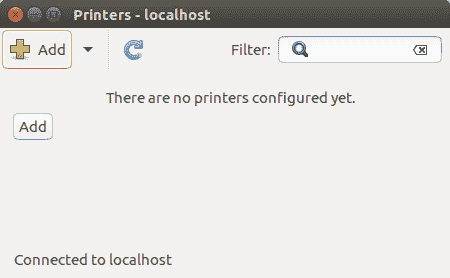 Printers - localhost
Add Filter:
There are no printers configured yet.
Add
Connected to localhost